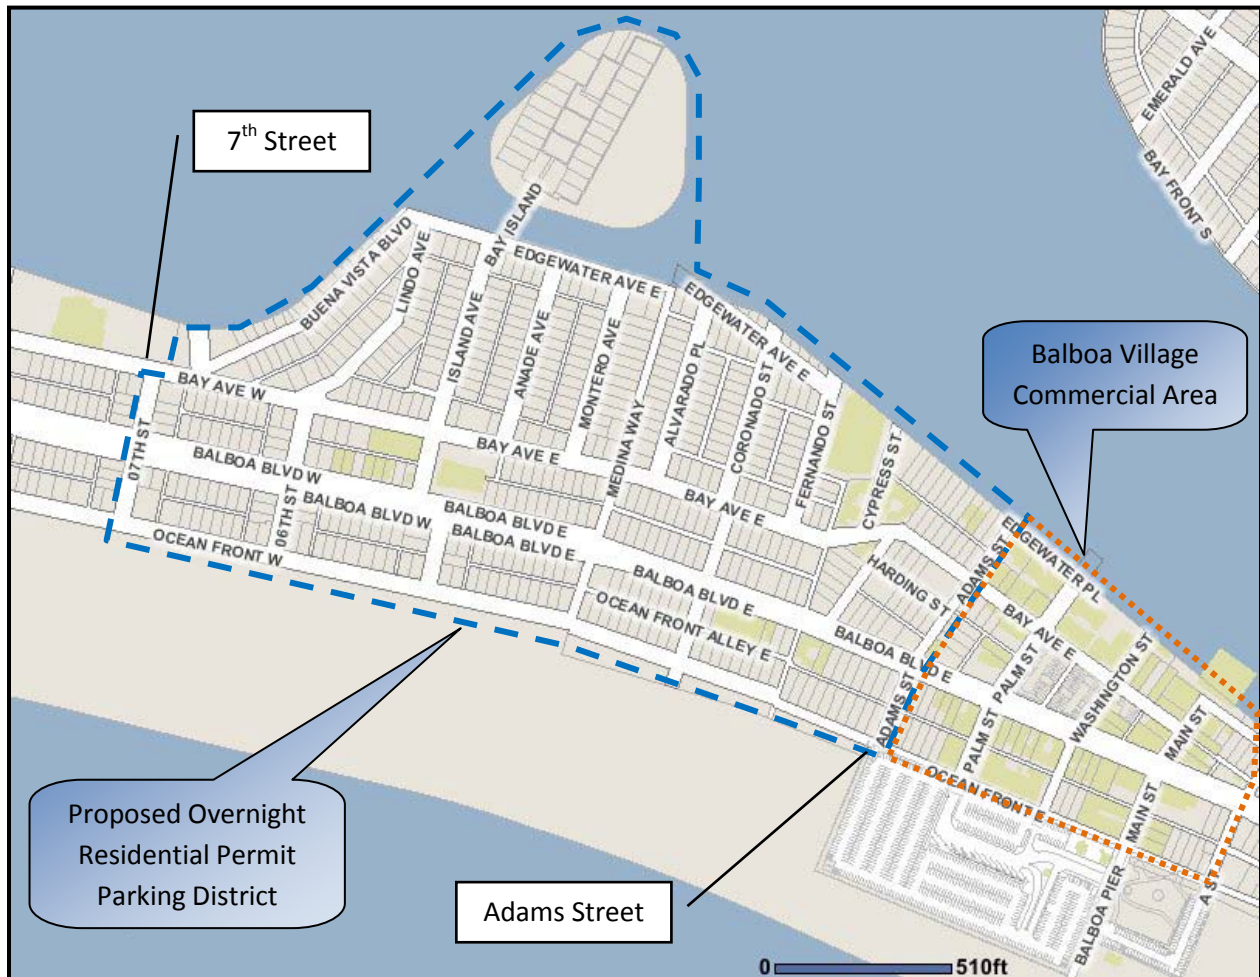 EMERALD AVE
BAY FRONT S
7th Street
BAY ISLAND
BUENA VISTA BLVD
LINDO AVE
EDGEWATER AVE E
EDGEWATER AVE E
ISLAND AVE
ANADE AVE
MONTERO AVE
MEDINA WAY
ALVARADO PL
CORONADO ST
FERNANDO ST
CYPRESS ST
Balboa Village
Commercial Area
BAY AVE W
BAY AVE E
BAY AVE E
BAY AVE E
07TH ST
06TH ST
BALBOA BLVD W
BALBOA BLVD W
BALBOA BLVD E
BALBOA BLVD E
BALBOA BLVD E
BALBOA BLVD E
HARDING ST
ADAMS ST
ADAMS ST
EDGEWATER PL
PALM ST
PALM ST
WASHINGTON ST
MAIN ST
MAIN ST
OCEAN FRONT W
OCEAN FRONT ALLEY E
OCEAN FRONT E
BALBOA PIER
A ST
Proposed Overnight
Residential Permit
Parking District
Adams Street
0 510ft